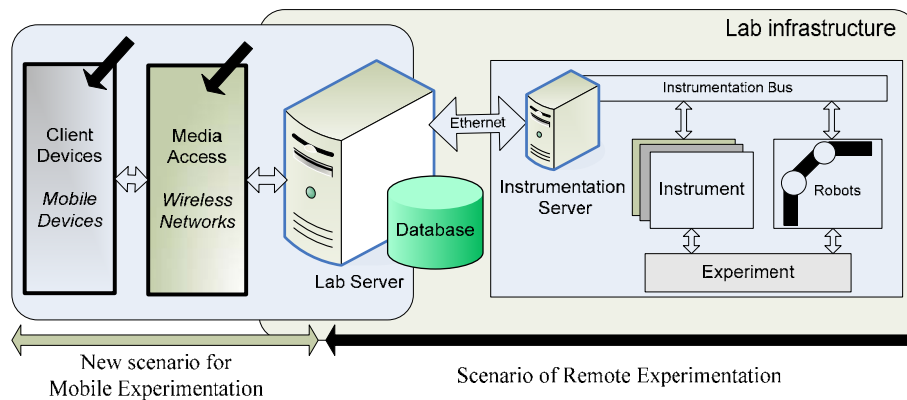 Lab infrastructure
Client
Devices
Mobile
Devices
Media
Access
Wireless
Networks
Lab Server
Database
Ethernet
Instrumentation
Server
Instrumentation Bus
Instrument
Robots
Experiment
New scenario for
Mobile Experimentation
Scenario of Remote Experimentation